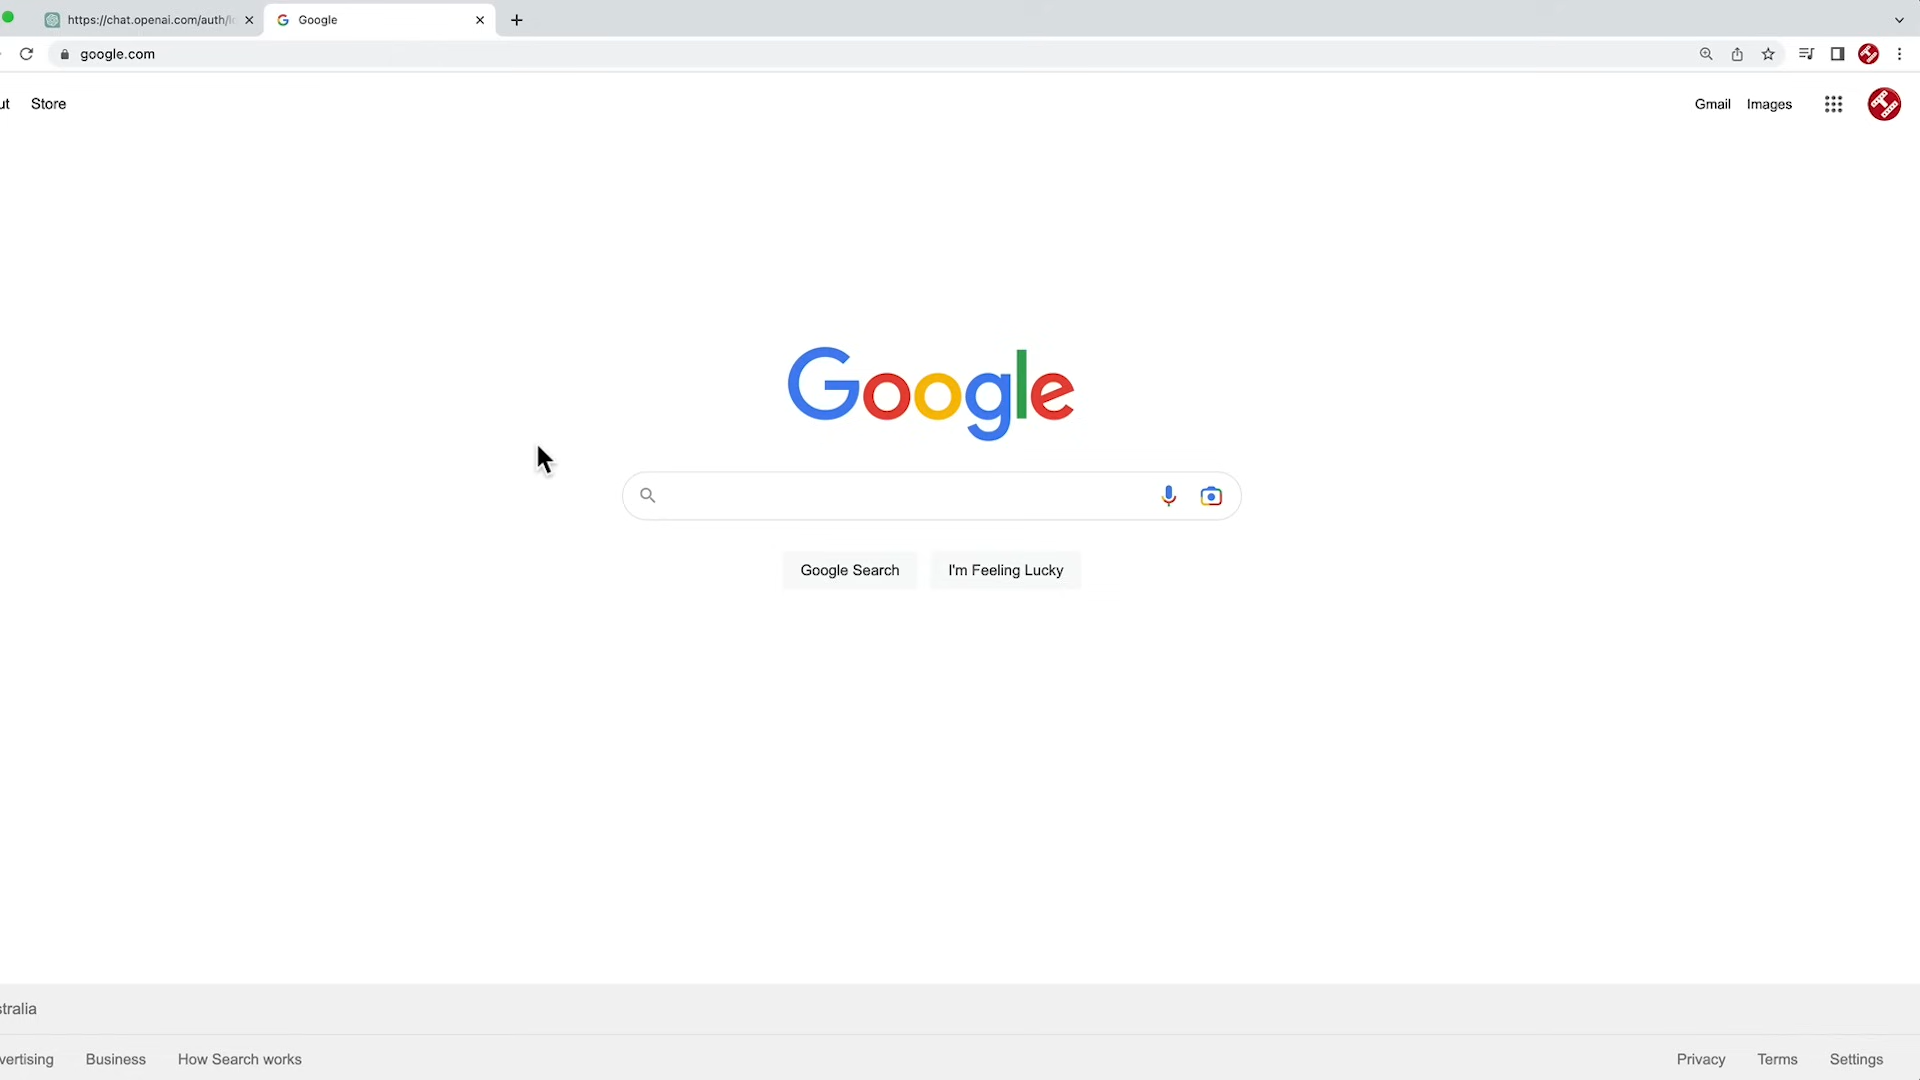 https://chat.openai.com/auth/l
Google
google.com
ut Store
Gmail Images
Google
Google Search I'm Feeling Lucky
stralia
vertising Business How Search works
Privacy Terms Settings